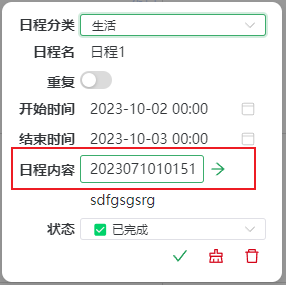 日程分类 生活
日程名 日程1
重复
开始时间 2023-10-02 00:00
结束时间 2023-10-03 00:00
日程内容 2023071010151
sdfgsgsrg
状态 已完成